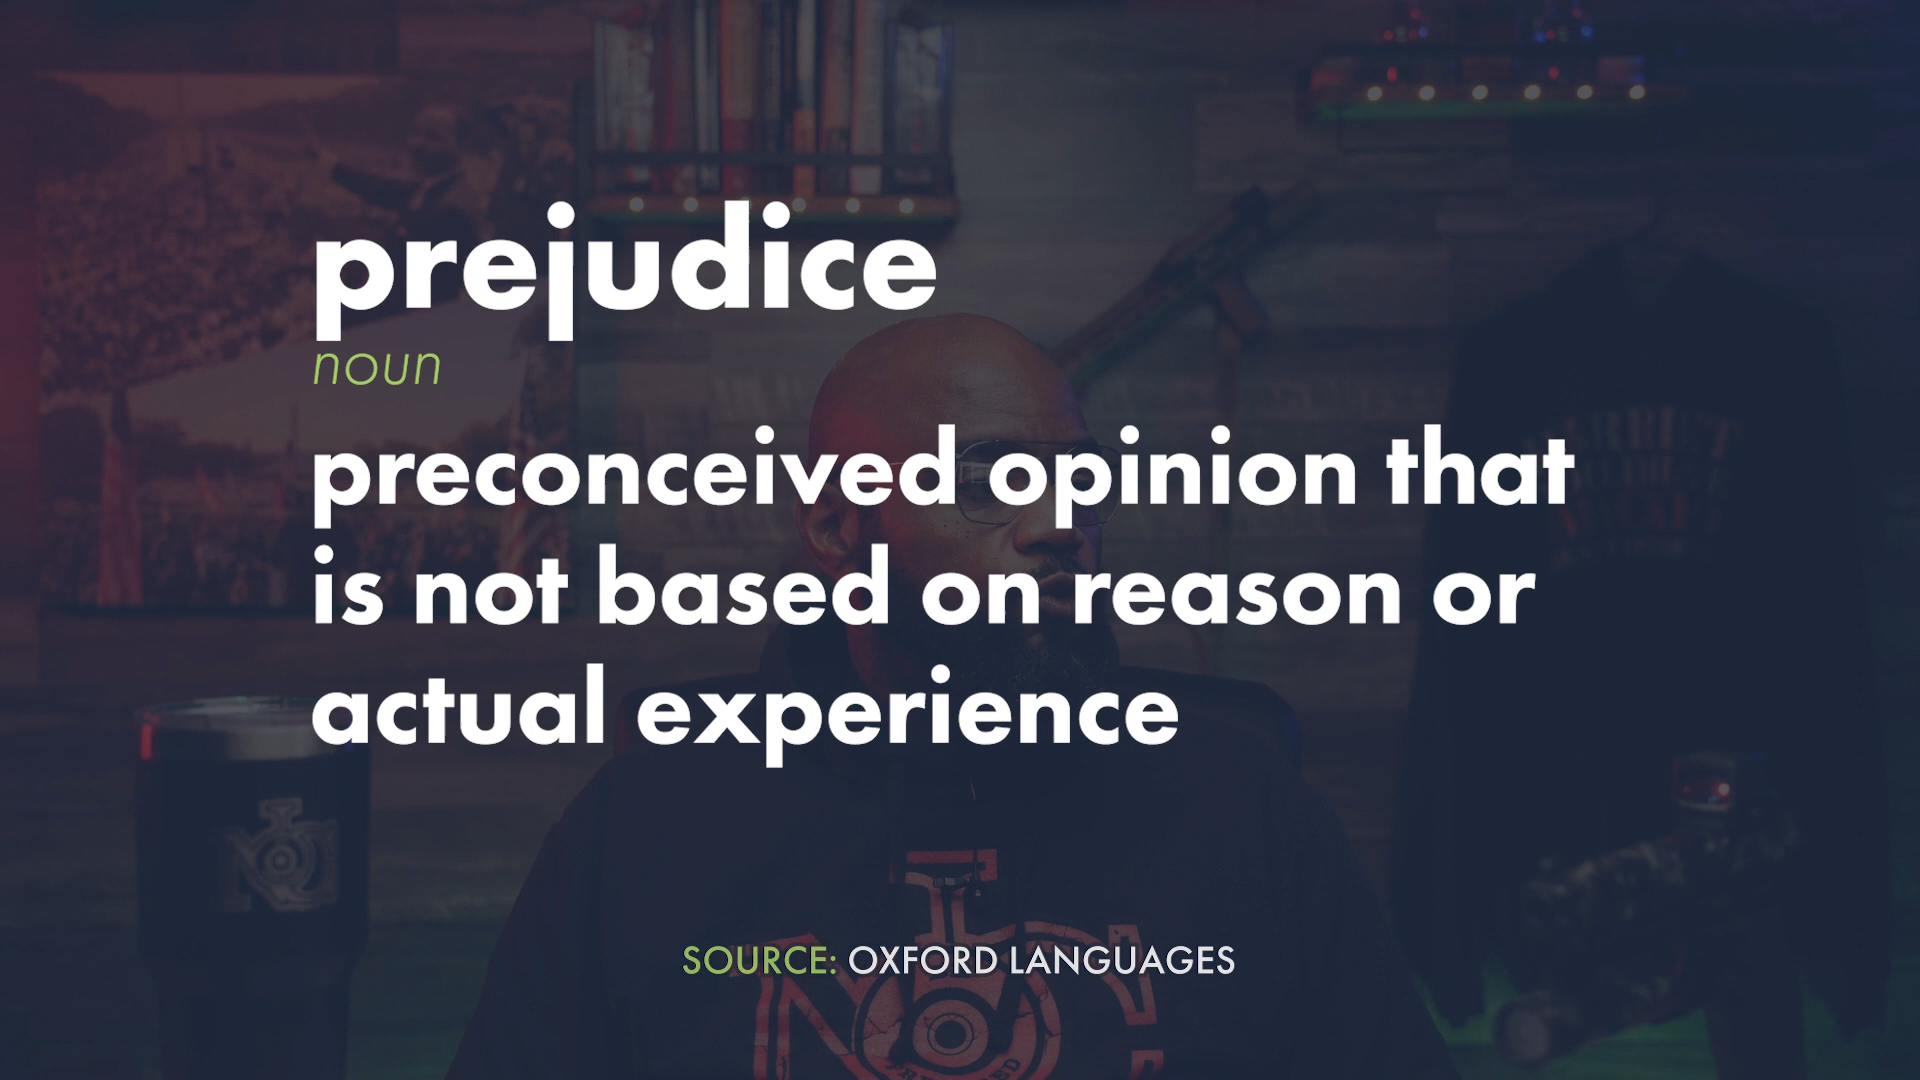 prejudice
noun
preconceived opinion that
is not based on reason or
actual experience
SOURCE: OXFORD LANGUAGES